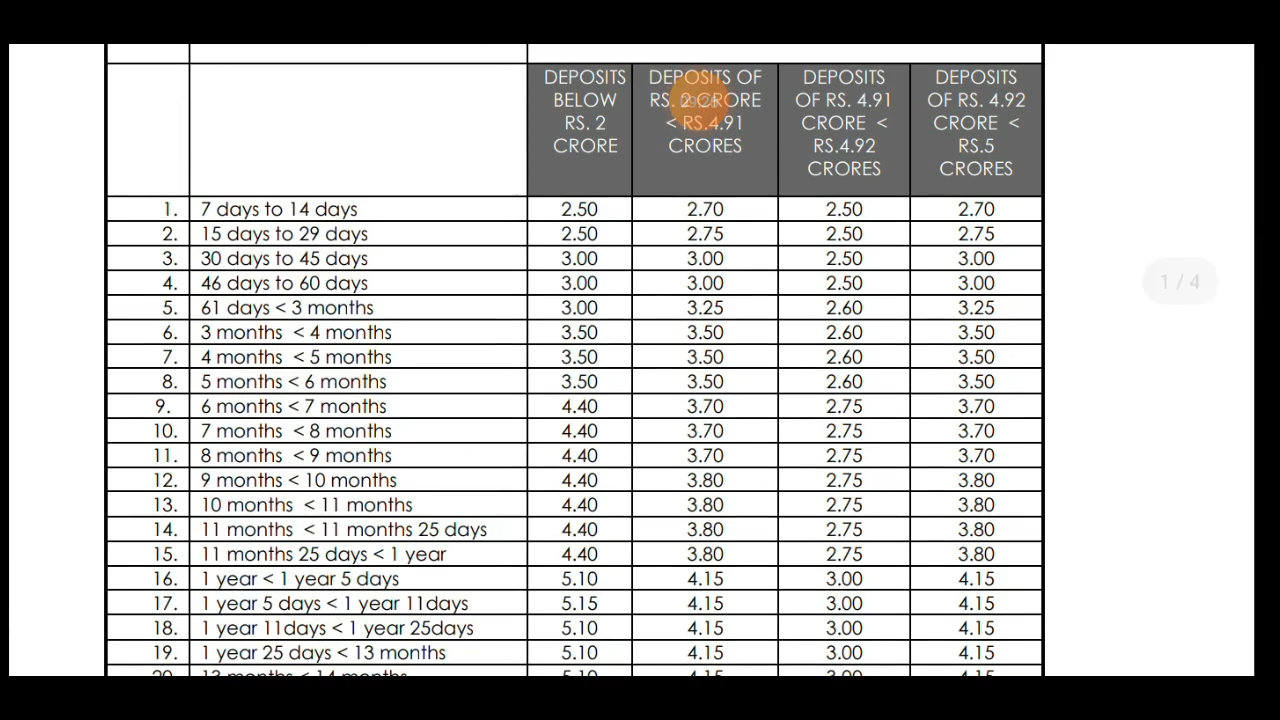 DEPOSITS BELOW RS. 2 CRORE
DEPOSITS OF RS. 2 CRORE < RS.4.91 CRORES
DEPOSITS OF RS. 4.91 CRORE < RS.4.92 CRORES
DEPOSITS OF RS. 4.92 CRORE < RS.5 CRORES
1. 7 days to 14 days 2.50 2.70 2.50 2.70
2. 15 days to 29 days 2.50 2.75 2.50 2.75
3. 30 days to 45 days 3.00 3.00 2.50 3.00
4. 46 days to 60 days 3.00 3.00 2.50 3.00
5. 61 days < 3 months 3.00 3.25 2.60 3.25
6. 3 months < 4 months 3.50 3.50 2.60 3.50
7. 4 months < 5 months 3.50 3.50 2.60 3.50
8. 5 months < 6 months 3.50 3.50 2.60 3.50
9. 6 months < 7 months 4.40 3.70 2.75 3.70
10. 7 months < 8 months 4.40 3.70 2.75 3.70
11. 8 months < 9 months 4.40 3.70 2.75 3.70
12. 9 months < 10 months 4.40 3.80 2.75 3.80
13. 10 months < 11 months 4.40 3.80 2.75 3.80
14. 11 months < 11 months 25 days 4.40 3.80 2.75 3.80
15. 11 months 25 days < 1 year 4.40 3.80 2.75 3.80
16. 1 year < 1 year 5 days 5.10 4.15 3.00 4.15
17. 1 year 5 days < 1 year 11days 5.15 4.15 3.00 4.15
18. 1 year 11days < 1 year 25days 5.10 4.15 3.00 4.15
19. 1 year 25 days < 13 months 5.10 4.15 3.00 4.15
20. 13 months < 14 months 5.10 4.15 3.00 4.15
1 / 4